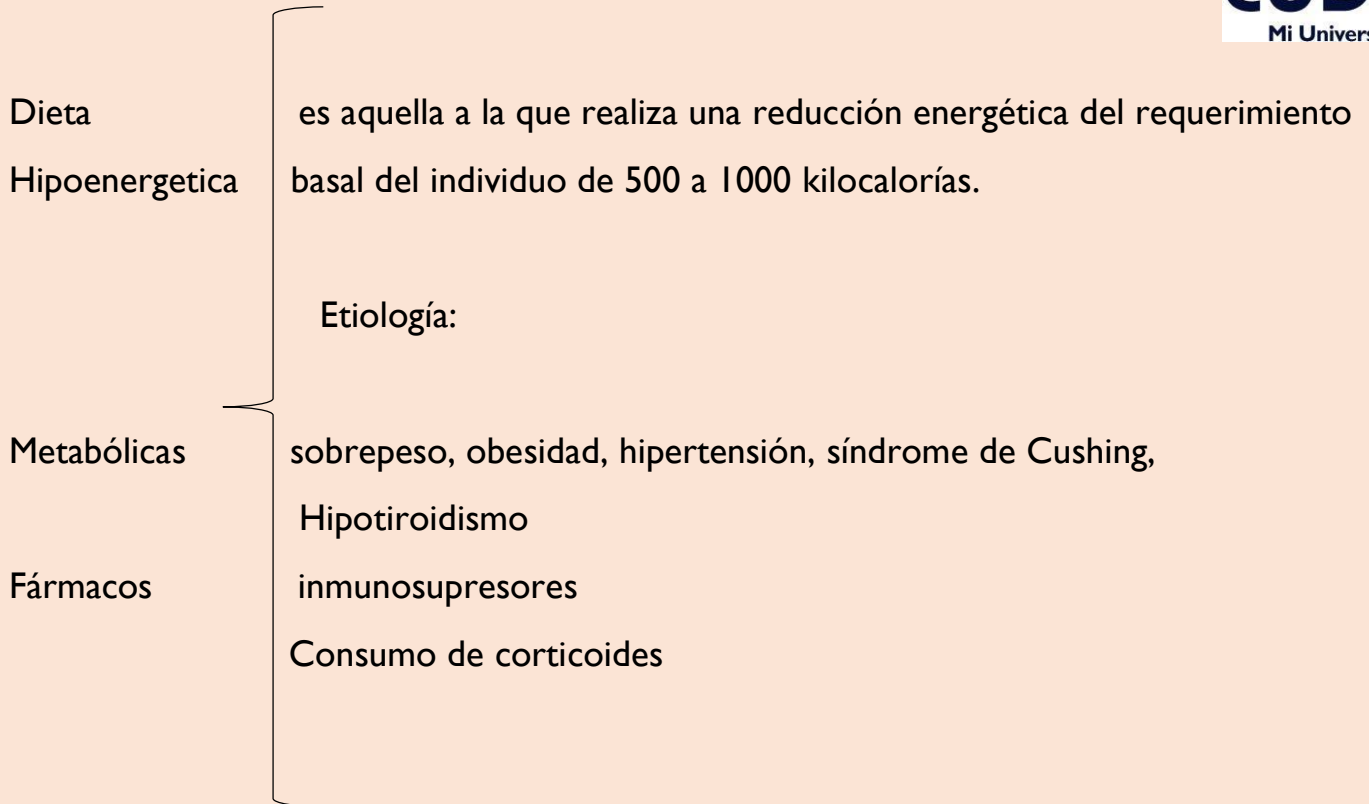 Mi Univers
Dieta es aquella a la que realiza una reducción energética del requerimiento
Hipoenergetica basal del individuo de 500 a 1000 kilocalorías.
Etiología:
Metabólicas sobrepeso, obesidad, hipertensión, síndrome de Cushing,
Hipotiroidismo
Fármacos inmunosupresores
Consumo de corticoides